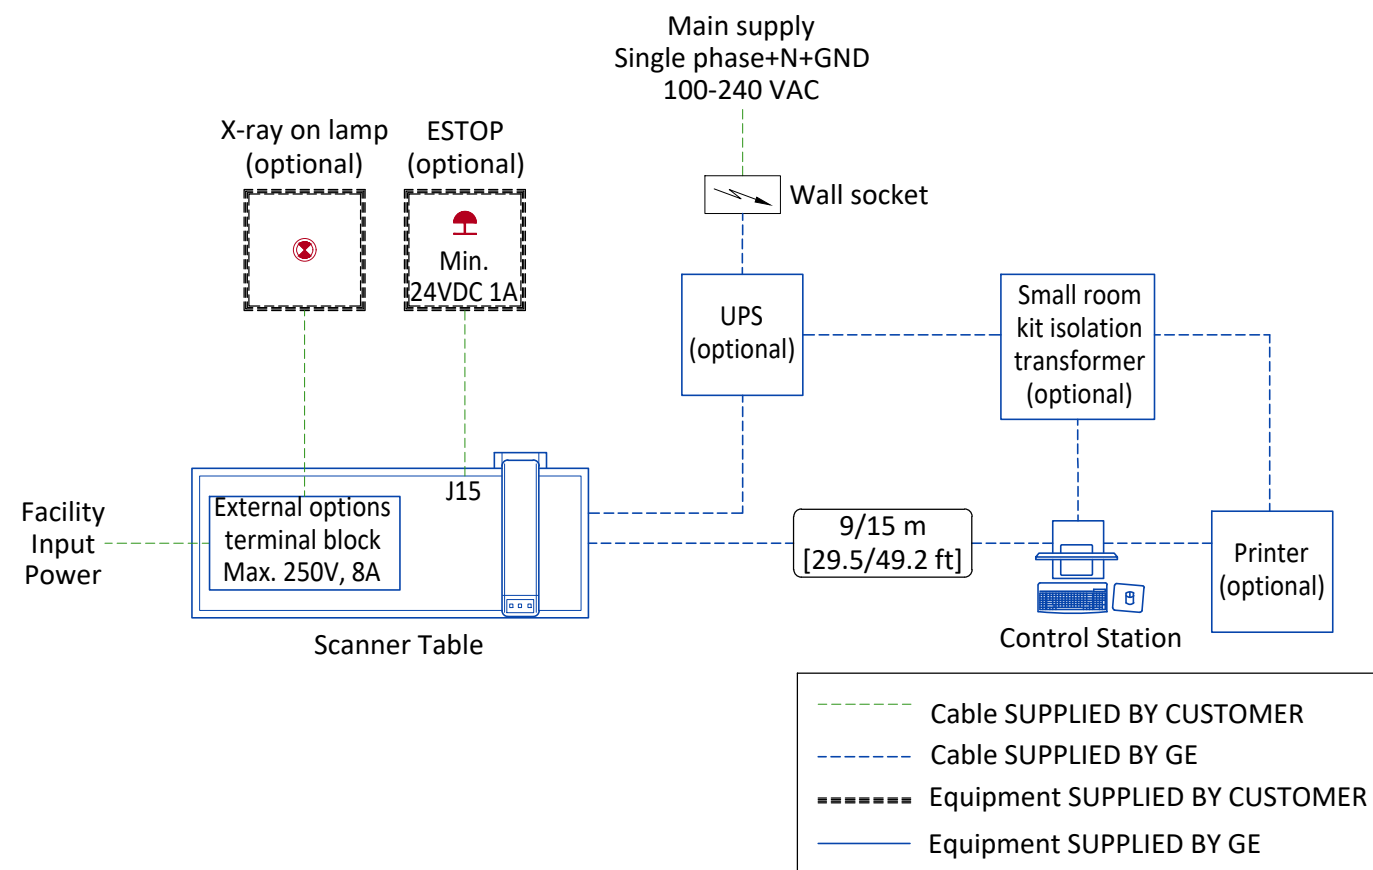 Main supply
Single phase+N+GND
100-240 VAC
X-ray on lamp
(optional)
ESTOP
(optional)
Wall socket
Min.
24VDC 1A
UPS
(optional)
Small room
kit isolation
transformer
(optional)
J15
Facility
Input
Power
External options
terminal block
Max. 250V, 8A
9/15 m
[29.5/49.2 ft]
Printer
(optional)
Scanner Table
Control Station
Cable SUPPLIED BY CUSTOMER
Cable SUPPLIED BY GE
Equipment SUPPLIED BY CUSTOMER
Equipment SUPPLIED BY GE